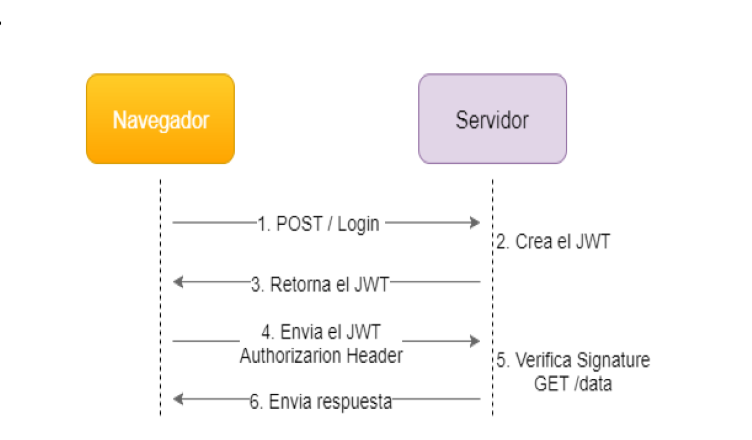 Navegador
Servidor
1. POST / Login
2. Crea el JWT
3. Retorna el JWT
4. Envia el JWT
Authorizarion Header
5. Verifica Signature
GET /data
6. Envia respuesta